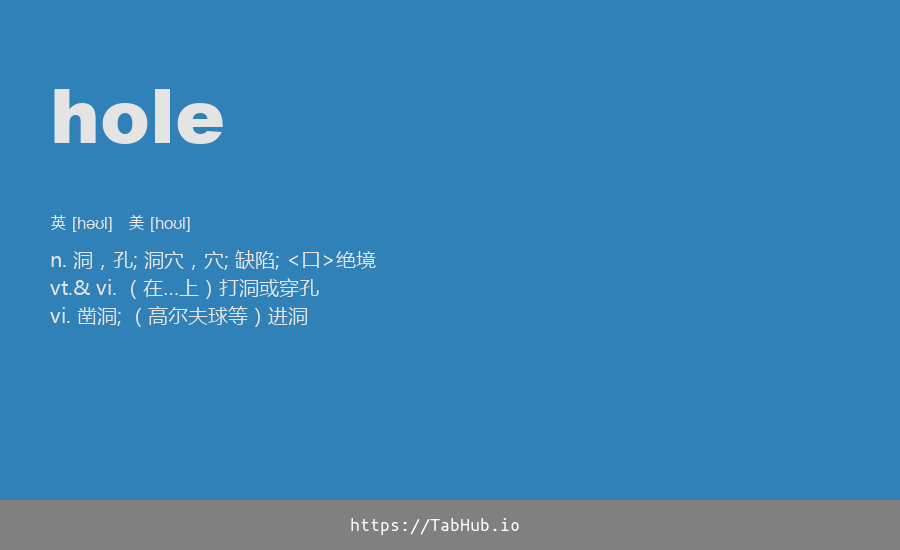 hole
英 [həʊl] 美 [hoʊl]
n. 洞，孔; 洞穴，穴; 缺陷; <口>绝境
vt.& vi. （在…上）打洞或穿孔
vi. 凿洞; （高尔夫球等）进洞
https://TabHub.io